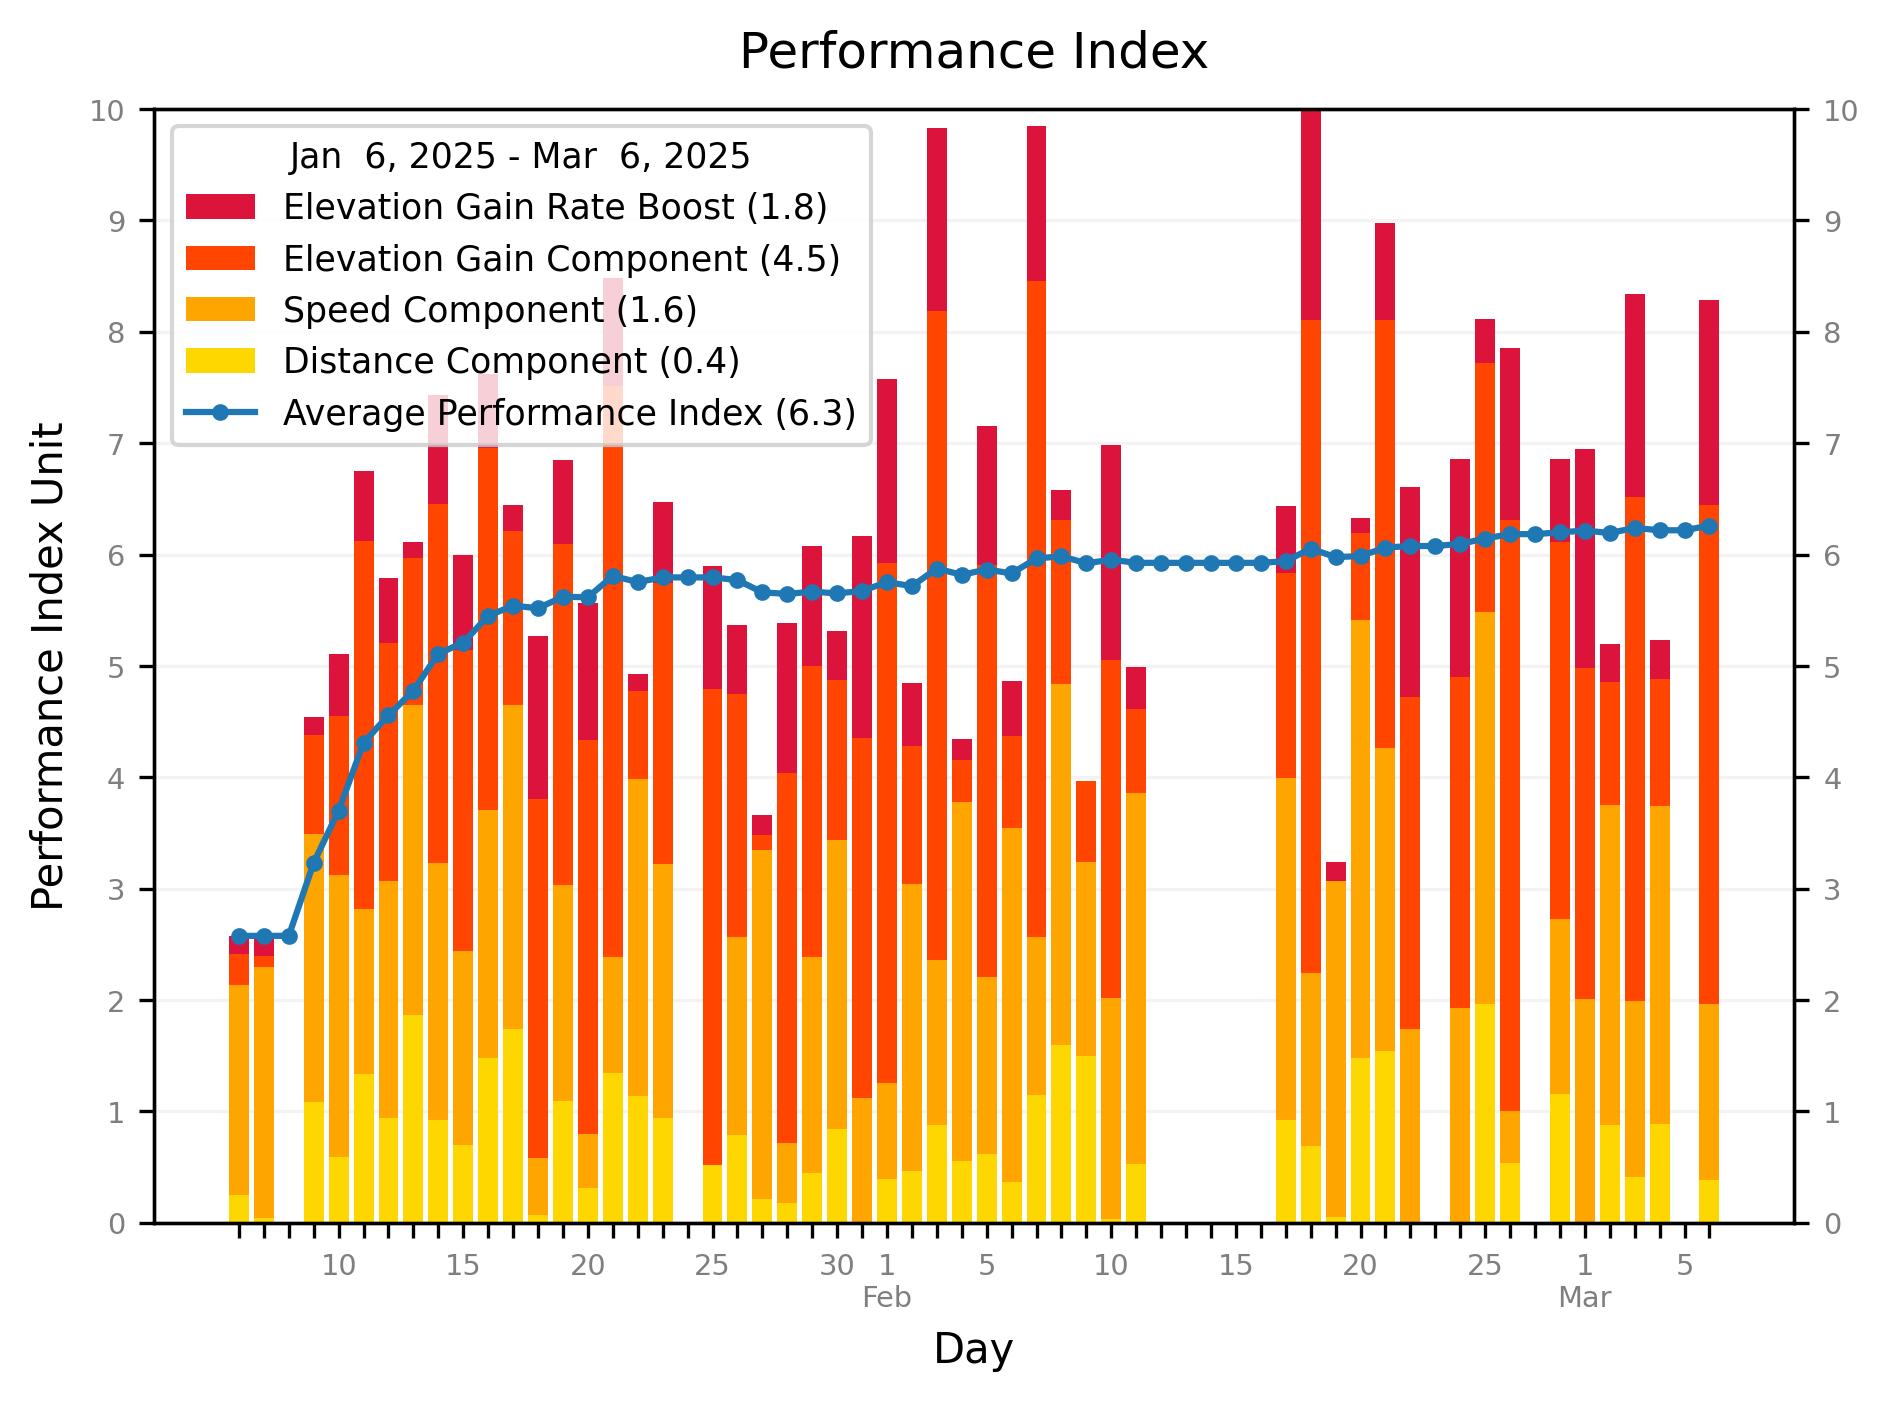 Performance Index
10
9
8
7
6
5
4
3
2
1
0
10
9
8
7
6
5
4
3
2
1
0
Performance Index Unit
Jan  6, 2025 - Mar  6, 2025
Elevation Gain Rate Boost (1.8)
Elevation Gain Component (4.5)
Speed Component (1.6)
Distance Component (0.4)
Average Performance Index (6.3)
10 15 20 25 30 1 5 10 15 20 25 1 5
Feb Mar
Day